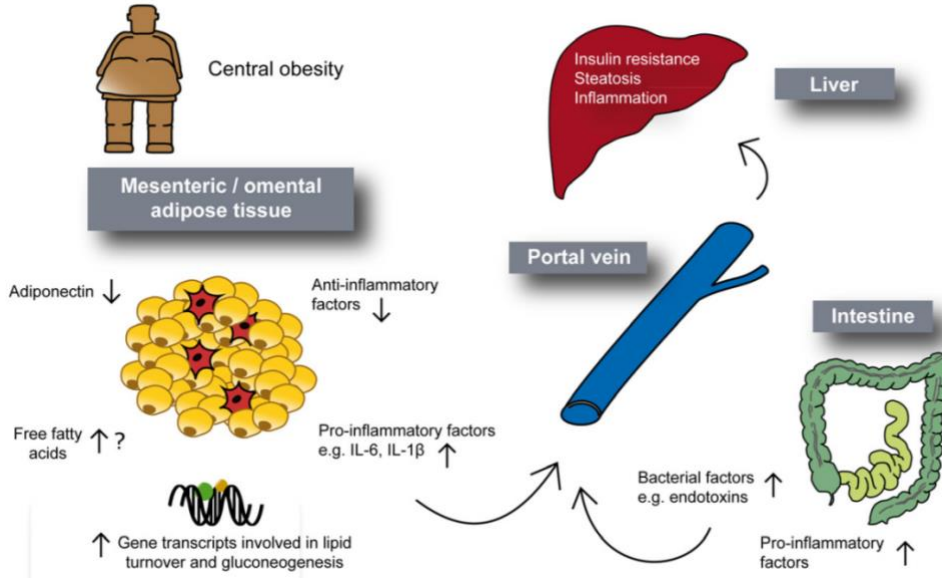 Central obesity
Mesenteric / omental
adipose tissue
Adiponectin ↓
Anti-inflammatory
factors ↓
Free fatty
acids ↑ ?
Pro-inflammatory factors
e.g. IL-6, IL-1β ↑
↑ Gene transcripts involved in lipid
turnover and gluconeogenesis
Insulin resistance
Steatosis
Inflammation
Liver
Portal vein
Intestine
Bacterial factors
e.g. endotoxins ↑
Pro-inflammatory
factors ↑